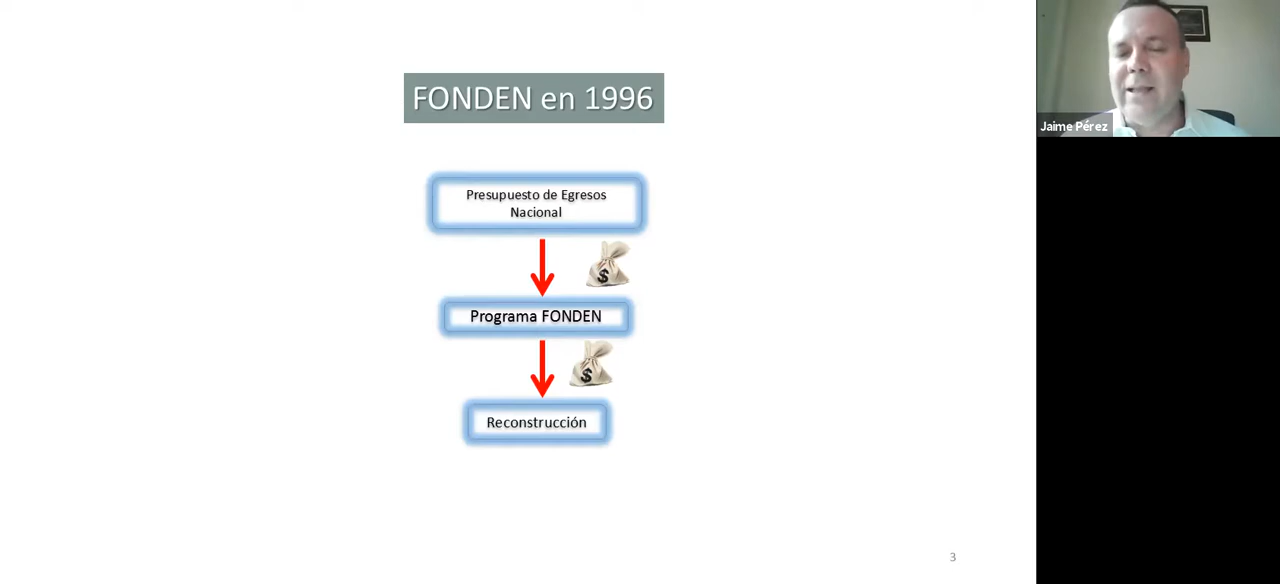 FONDEN en 1996
Presupuesto de Egresos
Nacional
$
Programa FONDEN
$
Reconstrucción
3
Jaime Pérez